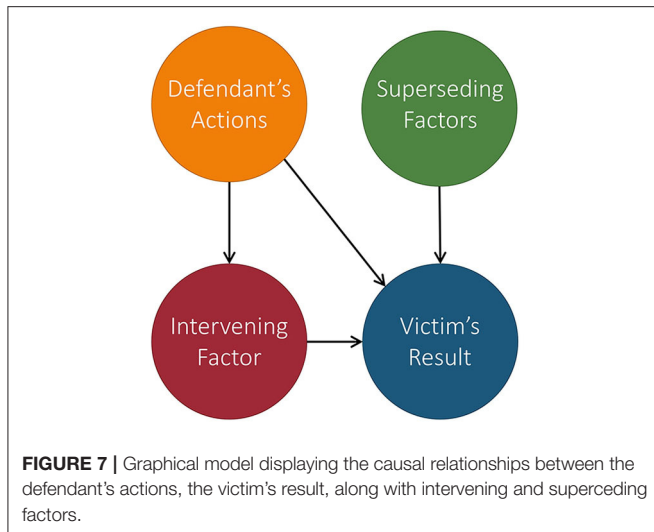 Defendant's
Actions
Superseding
Factors
Intervening
Factor
Victim's
Result
FIGURE 7 | Graphical model displaying the causal relationships between the
defendant's actions, the victim's result, along with intervening and superceding
factors.